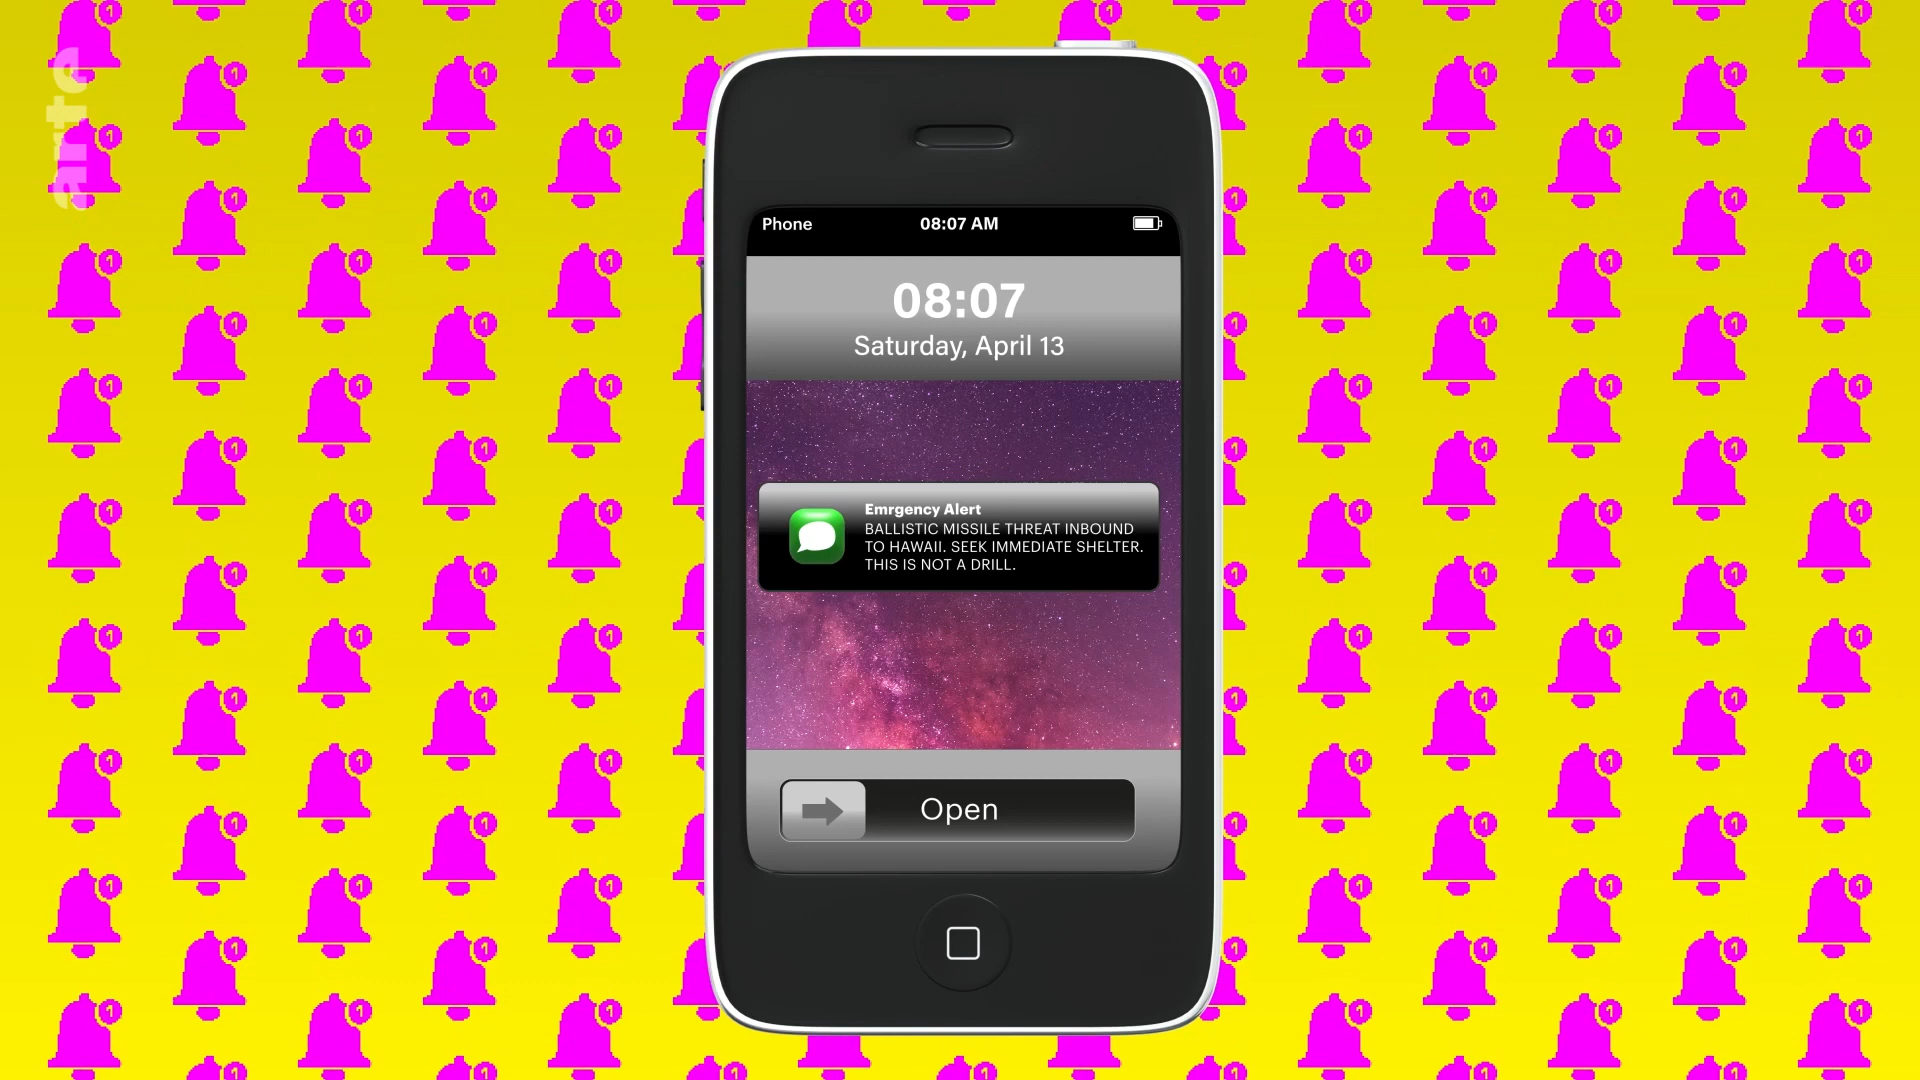 arte
Phone 08:07 AM
08:07
Saturday, April 13
Emrgency Alert
BALLISTIC MISSILE THREAT INBOUND
TO HAWAII. SEEK IMMEDIATE SHELTER.
THIS IS NOT A DRILL.
Open